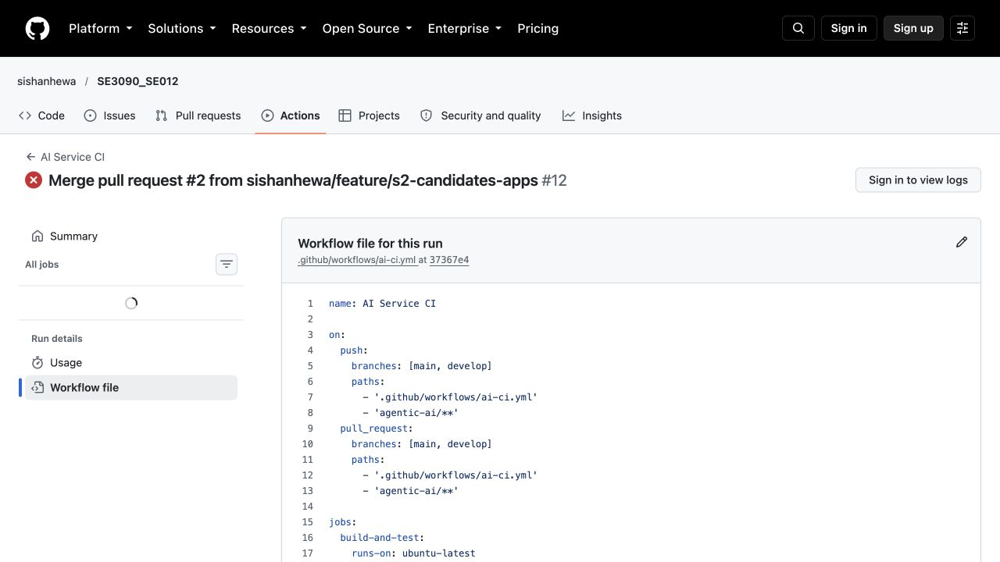 Platform Solutions Resources Open Source Enterprise Pricing Sign in Sign up
sishanhewa / SE3090_SE012
Code Issues Pull requests Actions Projects Security and quality Insights
AI Service CI
Merge pull request #2 from sishanhewa/feature/s2-candidates-apps #12
Sign in to view logs
Summary
All jobs
Run details
Usage
Workflow file
Workflow file for this run
.github/workflows/ai-ci.yml at 37367e4
1 name: AI Service CI
2
3 on:
4   push:
5     branches: [main, develop]
6     paths:
7       - '.github/workflows/ai-ci.yml'
8       - 'agentic-ai/**'
9   pull_request:
10     branches: [main, develop]
11     paths:
12       - '.github/workflows/ai-ci.yml'
13       - 'agentic-ai/**'
14
15 jobs:
16   build-and-test:
17     runs-on: ubuntu-latest